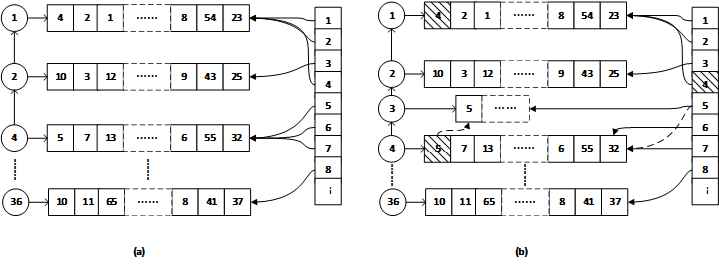 1 4 2 1 ...... 8 54 23
1
2
3
4
5
6
7
8
i
2 10 3 12 ...... 9 43 25
4 5 7 13 ...... 6 55 32
36 10 11 65 ...... 8 41 37
(a)
1 4 2 1 ...... 8 54 23
1
2
3
4
5
6
7
8
i
2 10 3 12 ...... 9 43 25
3 5 ......
4 5 7 13 ...... 6 55 32
36 10 11 65 ...... 8 41 37
(b)